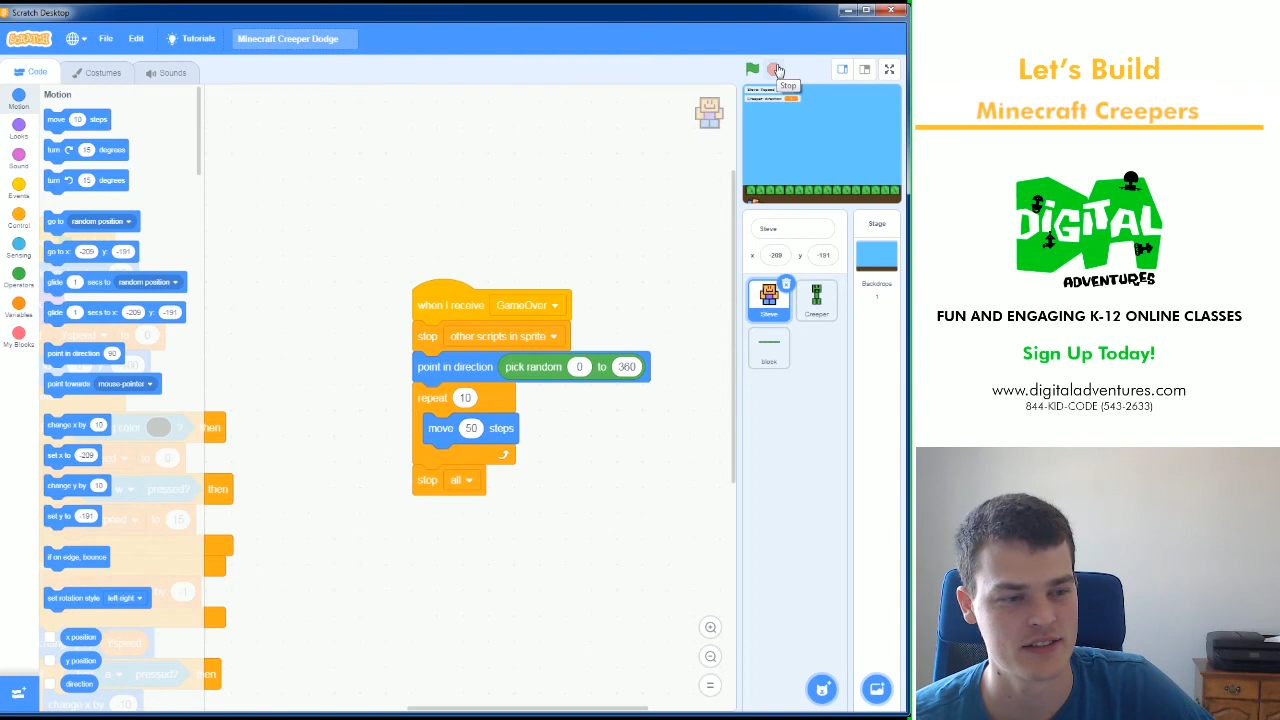 Scratch Desktop
SCRATCH
File
Edit
Tutorials
Minecraft Creeper Dodge
Code
Costumes
Sounds
Stop
Motion
Looks
Sound
Events
Control
Sensing
Operators
Variables
My Blocks
Motion
move 10 steps
turn 15 degrees
turn 15 degrees
go to random position
go to x: -209 y: -191
glide 1 secs to random position
glide 1 secs to x: -209 y: -191
point in direction 90
point towards mouse-pointer
change x by 10
set x to -209
change y by 10
set y to -191
if on edge, bounce
set rotation style left-right
x position
y position
direction
when I receive GameOver
stop other scripts in sprite
point in direction pick random 0 to 360
repeat 10
move 50 steps
stop all
then
then
Steve
x -209 y -191
Steve
Creeper
block
Stage
Backdrops
1
Let's Build
Minecraft Creepers
DIGITAL
ADVENTURES
FUN AND ENGAGING K-12 ONLINE CLASSES
Sign Up Today!
www.digitaladventures.com
844-KID-CODE (543-2633)